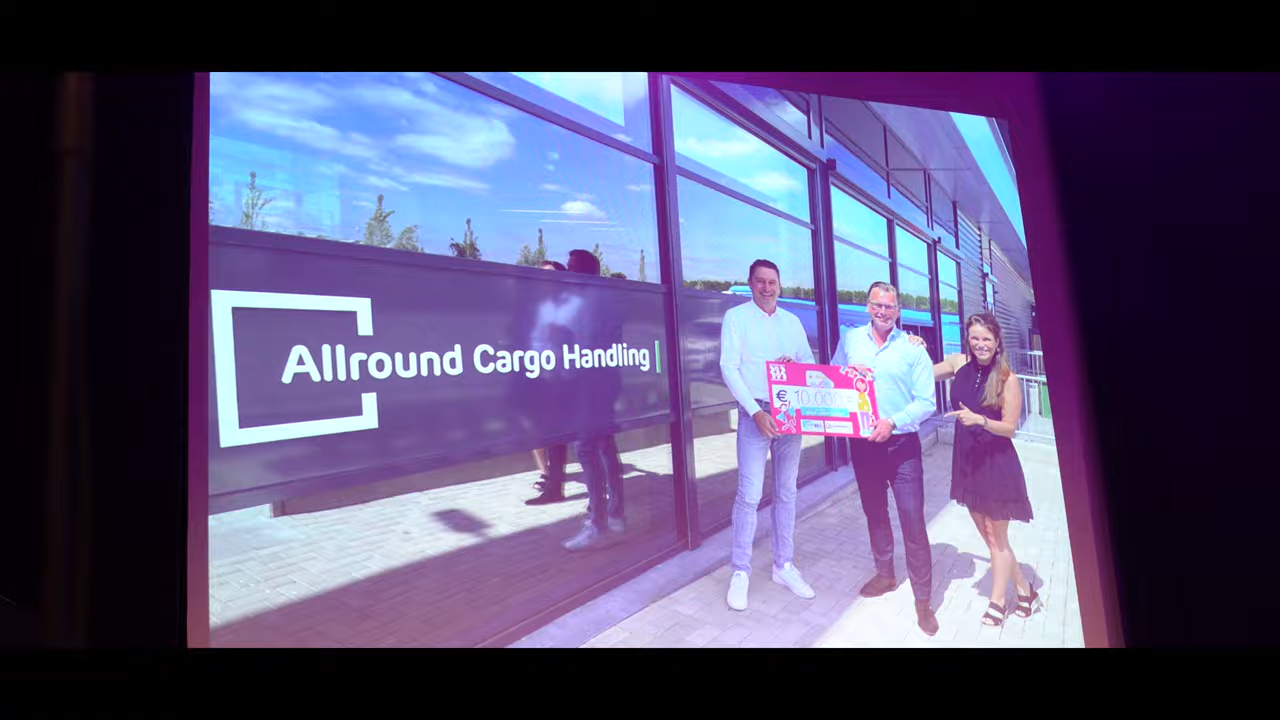 Allround Cargo Handling
€ 10.000,=